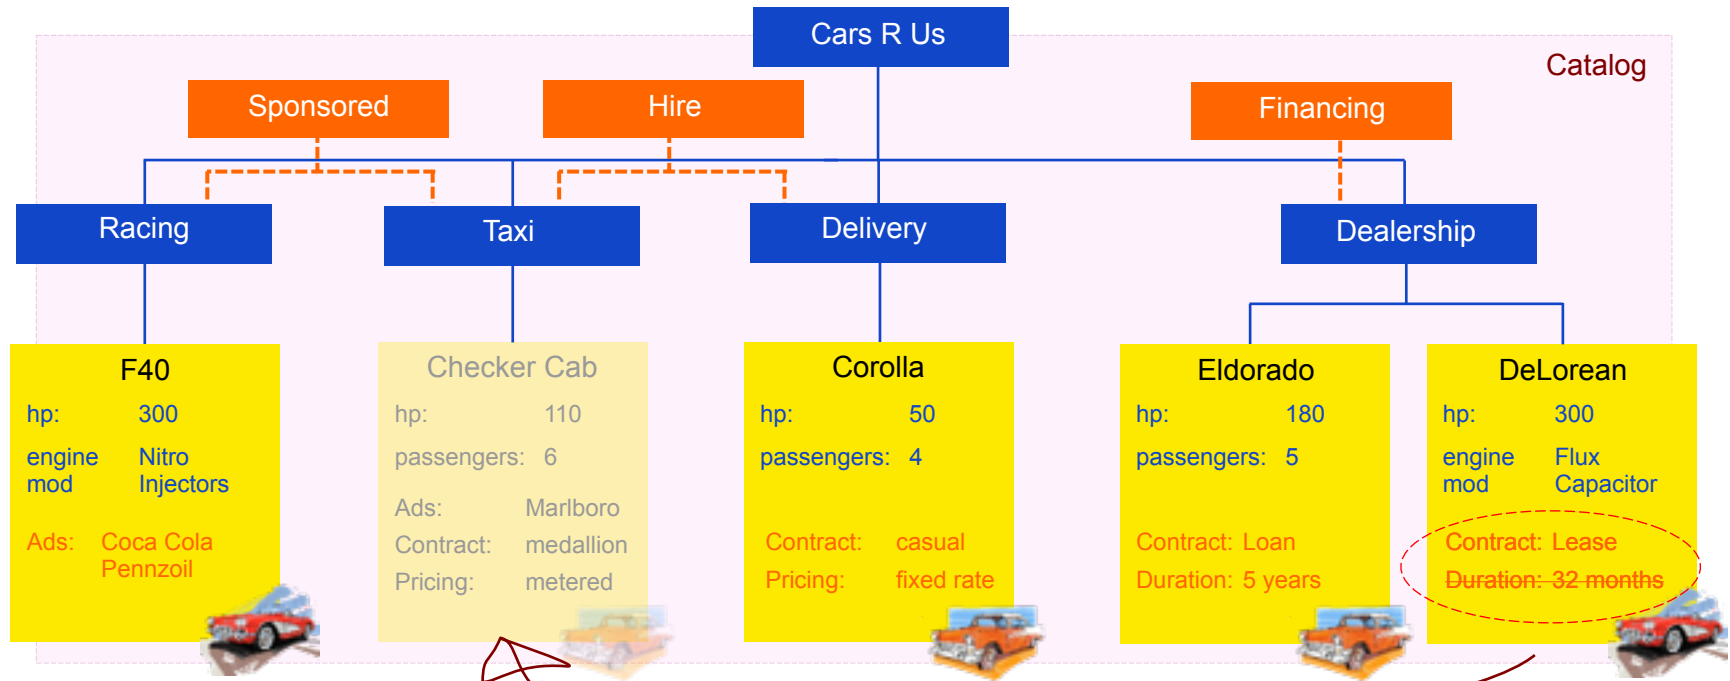 Cars R Us
Catalog
Sponsored
Hire
Financing
Racing
Taxi
Delivery
Dealership
F40
hp: 300
engine mod Nitro Injectors
Ads: Coca Cola
Pennzoil
Checker Cab
hp: 110
passengers: 6
Ads: Marlboro
Contract: medallion
Pricing: metered
Corolla
hp: 50
passengers: 4
Contract: casual
Pricing: fixed rate
Eldorado
hp: 180
passengers: 5
Contract: Loan
Duration: 5 years
DeLorean
hp: 300
engine mod Flux Capacitor
Contract: Lease
Duration: 32 months